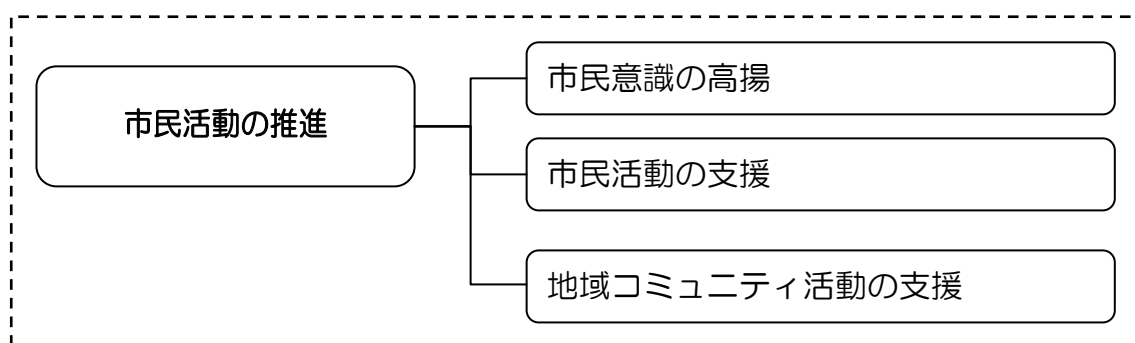 市民活動の推進
市民意識の高揚
市民活動の支援
地域コミュニティ活動の支援